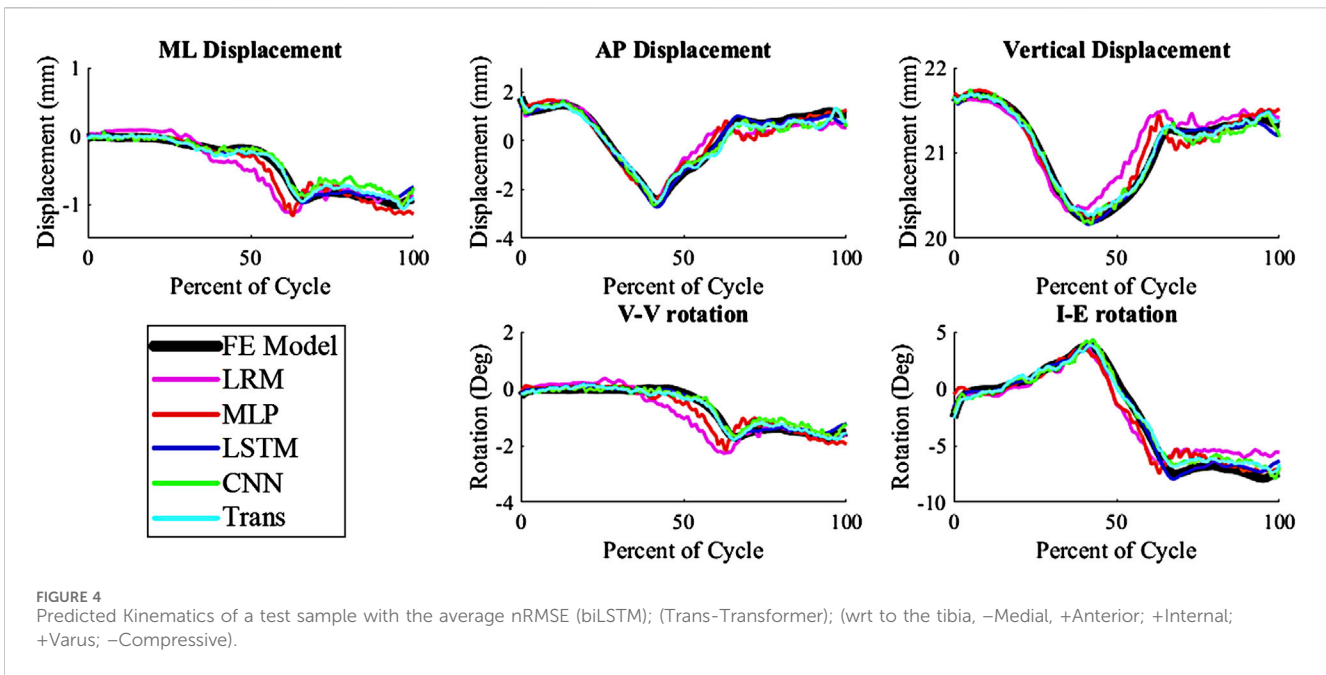 ML Displacement
Displacement (mm)
1
0
-1
0
50
100
Percent of Cycle
AP Displacement
Displacement (mm)
2
0
-2
-4
0
50
100
Percent of Cycle
Vertical Displacement
Displacement (mm)
22
21
20
0
50
100
Percent of Cycle
FE Model
LRM
MLP
LSTM
CNN
Trans
V-V rotation
Rotation (Deg)
2
0
-2
-4
0
50
100
Percent of Cycle
I-E rotation
Rotation (Deg)
5
0
-5
-10
0
50
100
Percent of Cycle
FIGURE 4
Predicted Kinematics of a test sample with the average nRMSE (biLSTM); (Trans-Transformer); (wrt to the tibia, −Medial, +Anterior; +Internal;
+Varus; −Compressive).